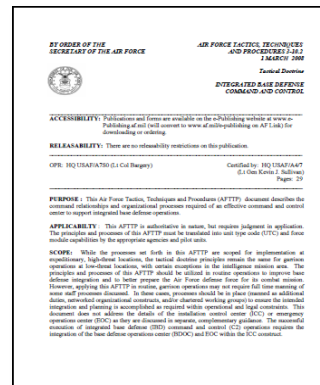 BY ORDER OF THE
SECRETARY OF THE AIR FORCE
AIR FORCE TACTICS, TECHNIQUES
AND PROCEDURES 3-10.2
1 MARCH 2008
Tactical Doctrine
INTEGRATED BASE DEFENSE
COMMAND AND CONTROL
ACCESSIBILITY: Publications and forms are available on the e-Publishing website at www.e-
Publishing.af.mil (will convert to www.af.mil/e-publishing on AF Link) for
downloading or ordering.
RELEASABILITY: There are no releasability restrictions on this publication.
OPR: HQ USAF/A7SO (Lt Col Bargery)
Certified by: HQ USAF/A4/7
(Lt Gen Kevin J. Sullivan)
Pages: 29
PURPOSE: This Air Force Tactics, Techniques and Procedures (AFTTP) document describes the
command relationships and organizational processes required of an effective command and control
center to support integrated base defense operations.
APPLICABILTY: This AFTTP is authoritative in nature, but requires judgment in application.
The principles and processes of this AFTTP must be translated into unit type code (UTC) and force
module capabilities by the appropriate agencies and pilot units.
SCOPE: While the processes set forth in this AFTTP are scoped for implementation at
expeditionary, high-threat locations, the tactical doctrine principles remain the same for garrison
operations at low-threat locations, with certain exceptions in the intelligence mission area. The
principles and processes of this AFTTP should be utilized in routine operations to improve base
defense integration and to better prepare the Air Force defense force for its combat mission.
However, applying this AFTTP in routine, garrison operations may not require full time manning of
some staff processes discussed. In these cases, processes should be in place (manned as additional
duties, networked organizational constructs, and/or chartered working groups) to ensure the intended
integration and planning is accomplished as required within operational and legal constraints. This
document does not address the details of the installation control center (ICC) or emergency
operations center (EOC) as they are discussed in separate, complementary guidance. The successful
execution of integrated base defense (IBD) command and control (C2) operations requires the
integration of the base defense operations center (BDOC) and EOC within the ICC construct.